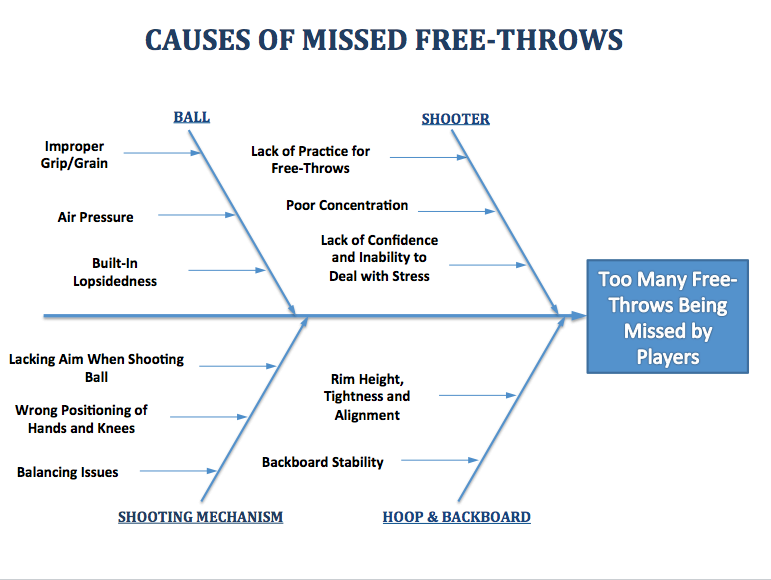 CAUSES OF MISSED FREE-THROWS
BALL
SHOOTER
Improper
Grip/Grain
Lack of Practice for
Free-Throws
Air Pressure
Poor Concentration
Built-In
Lopsidedness
Lack of Confidence
and Inability to
Deal with Stress
Too Many Free-
Throws Being
Missed by
Players
Lacking Aim When Shooting
Ball
Wrong Positioning of
Hands and Knees
Balancing Issues
Rim Height,
Tightness and
Alignment
Backboard Stability
SHOOTING MECHANISM
HOOP & BACKBOARD